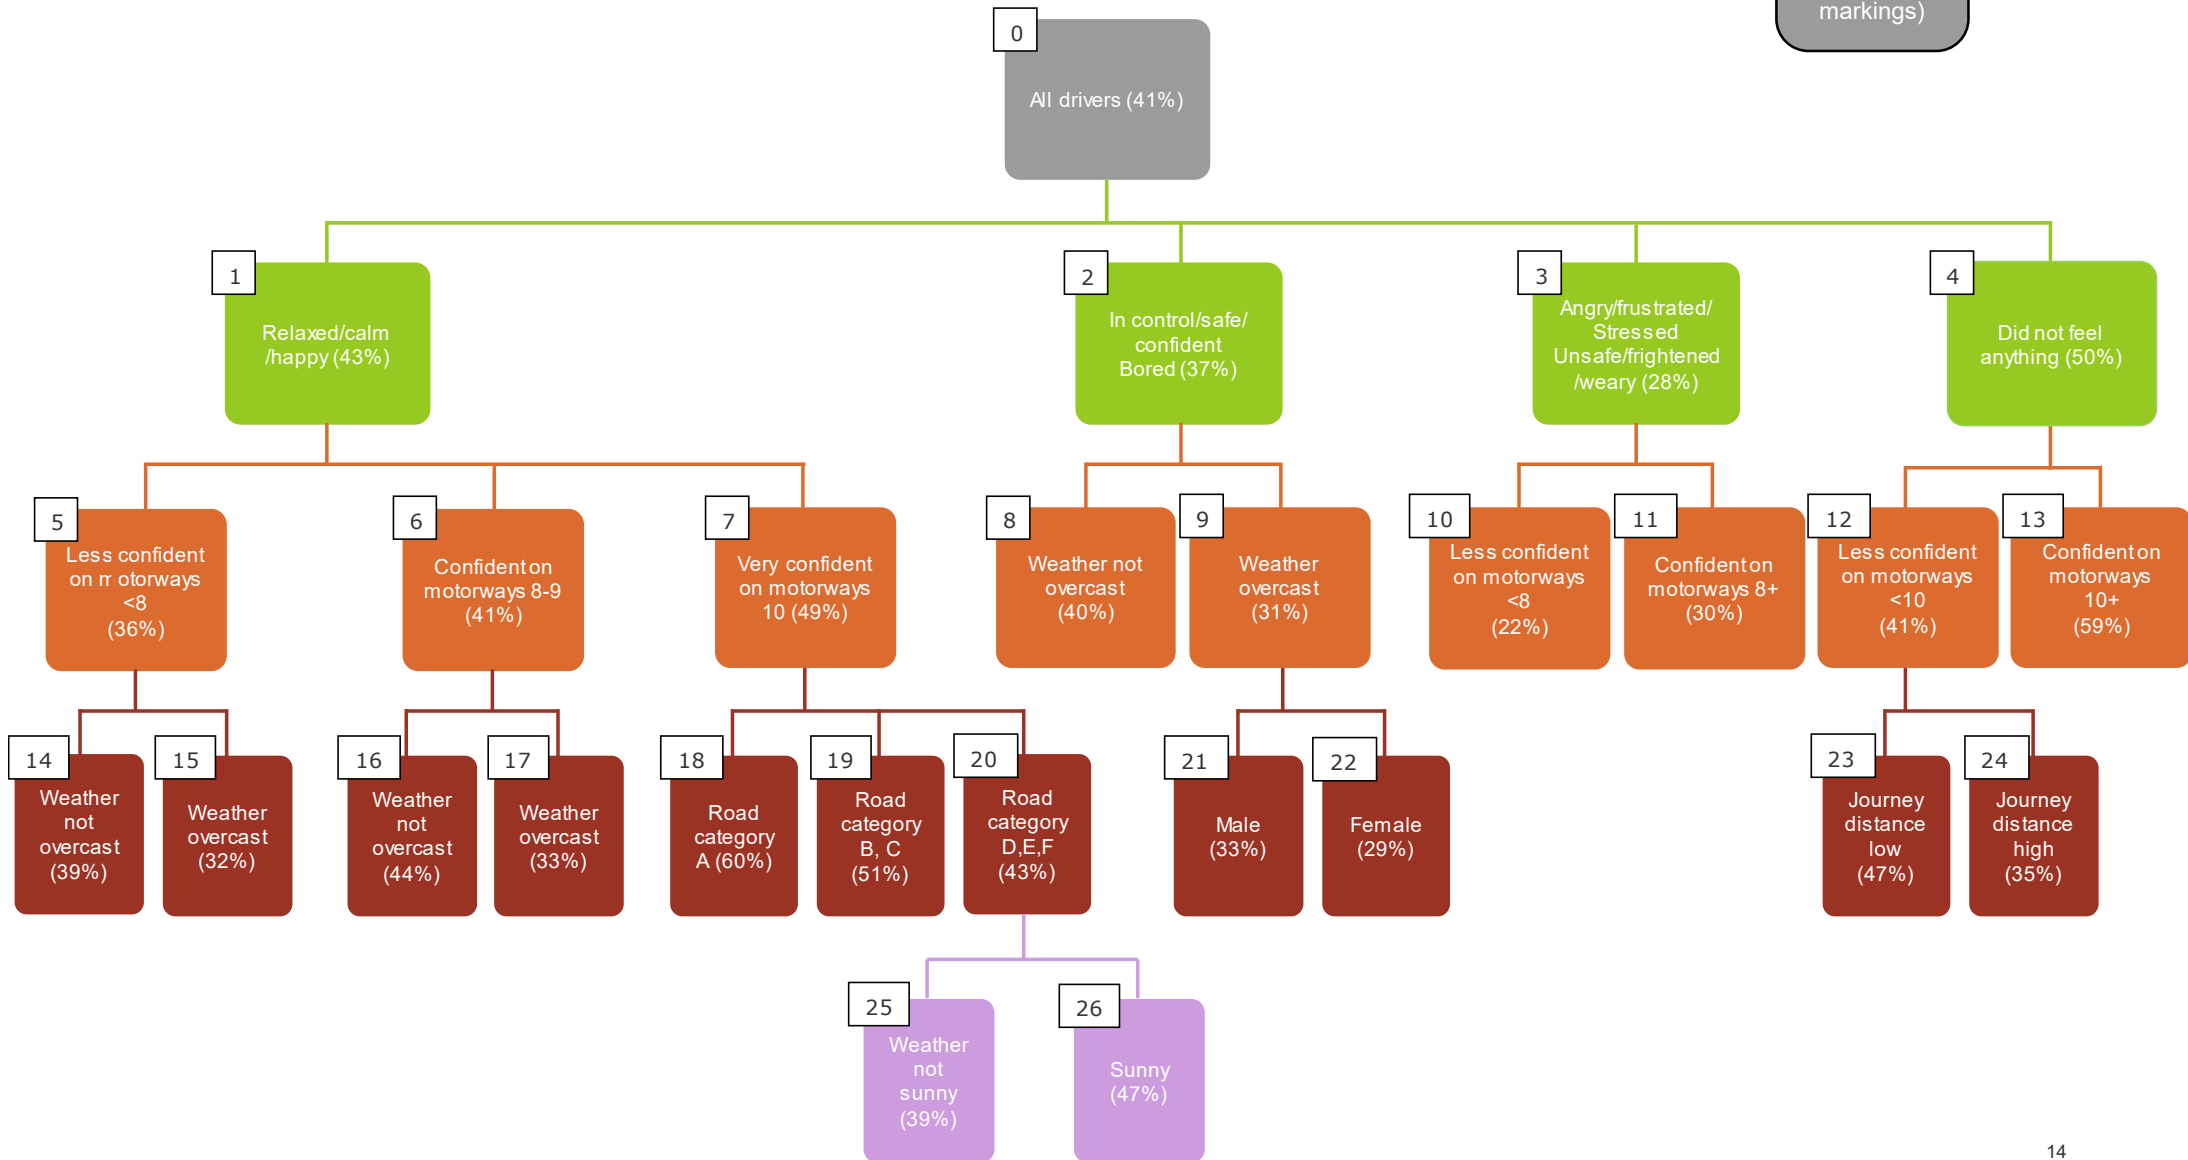 markings)
0
All drivers (41%)
1
Relaxed/calm
/happy (43%)
2
In control/safe/
confident
Bored (37%)
3
Angry/frustrated/
Stressed
Unsafe/frightened
/weary (28%)
4
Did not feel
anything (50%)
5
Less confident
on motorways
<8
(36%)
6
Confident on
motorways 8-9
(41%)
7
Very confident
on motorways
10 (49%)
8
Weather not
overcast
(40%)
9
Weather
overcast
(31%)
10
Less confident
on motorways
<8
(22%)
11
Confident on
motorways 8+
(30%)
12
Less confident
on motorways
<10
(41%)
13
Confident on
motorways
10+
(59%)
14
Weather
not
overcast
(39%)
15
Weather
overcast
(32%)
16
Weather
not
overcast
(44%)
17
Weather
overcast
(33%)
18
Road
category
A (60%)
19
Road
category
B, C
(51%)
20
Road
category
D,E,F
(43%)
21
Male
(33%)
22
Female
(29%)
23
Journey
distance
low
(47%)
24
Journey
distance
high
(35%)
25
Weather
not
sunny
(39%)
26
Sunny
(47%)
14